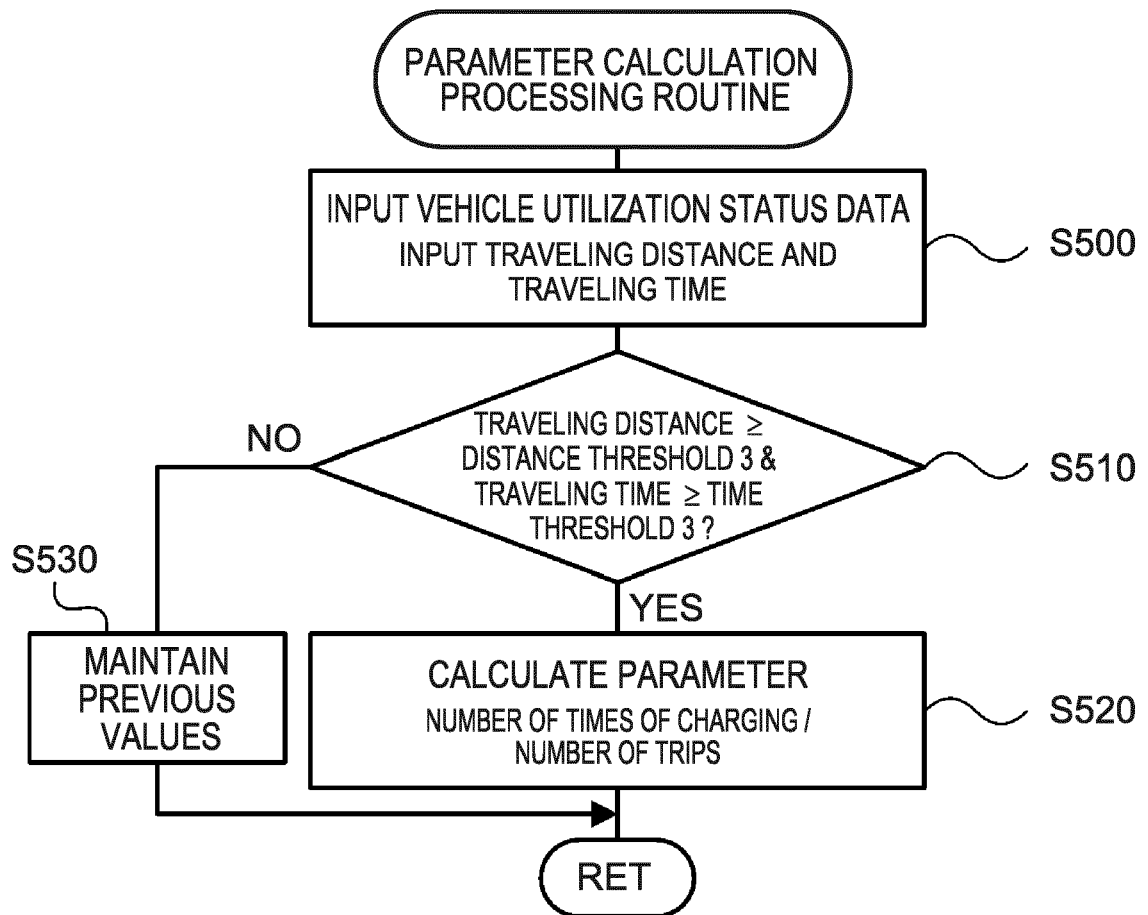 PARAMETER CALCULATION
PROCESSING ROUTINE
INPUT VEHICLE UTILIZATION STATUS DATA
INPUT TRAVELING DISTANCE AND
TRAVELING TIME
S500
TRAVELING DISTANCE ≥
DISTANCE THRESHOLD 3 &
TRAVELING TIME ≥ TIME
THRESHOLD 3 ?
S510
NO
YES
S530
MAINTAIN
PREVIOUS
VALUES
CALCULATE PARAMETER
NUMBER OF TIMES OF CHARGING /
NUMBER OF TRIPS
S520
RET